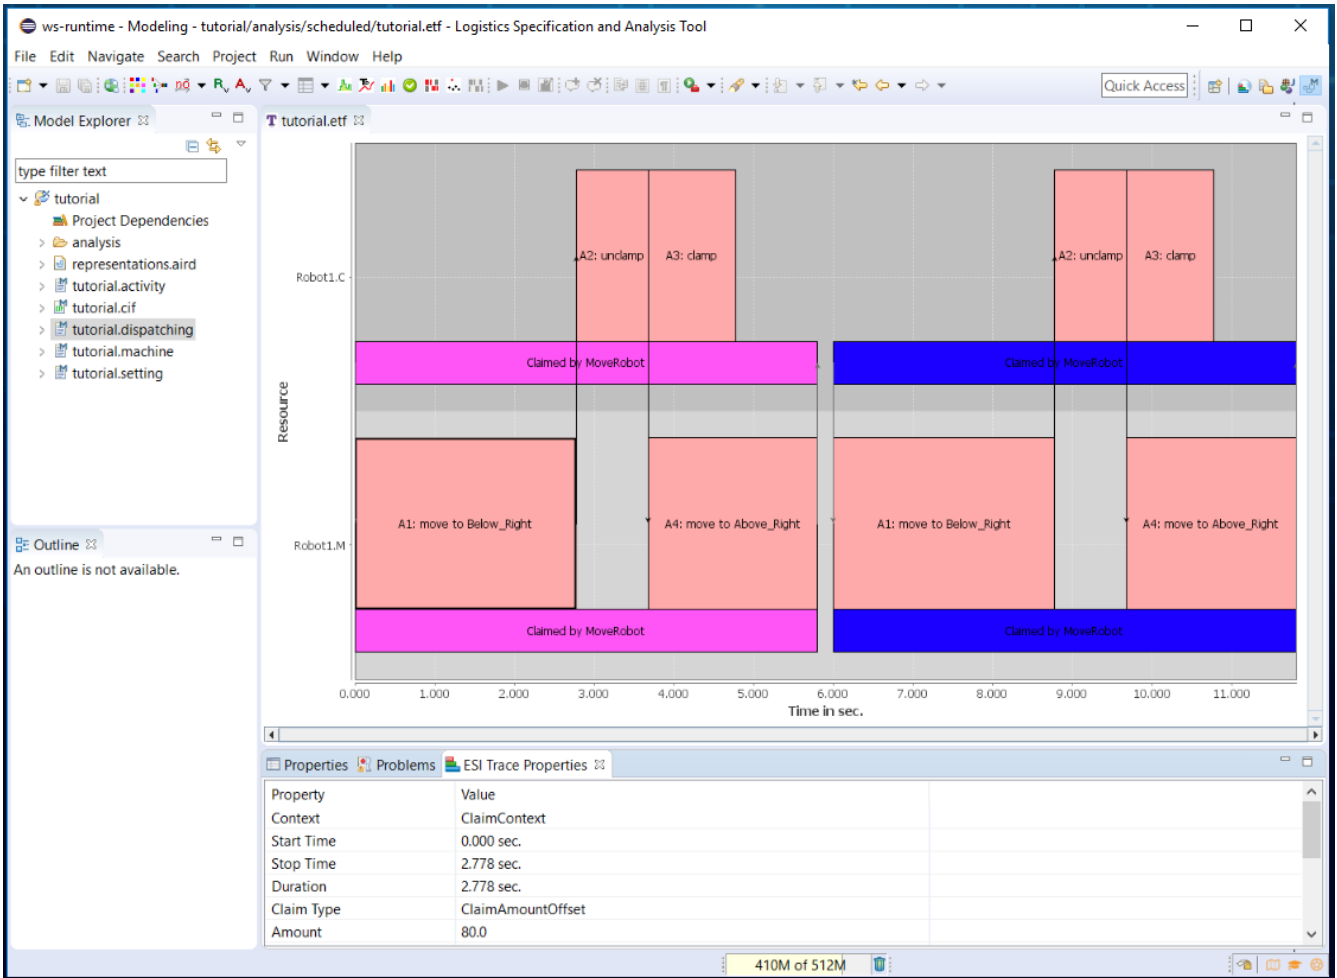 ws-runtime - Modeling - tutorial/analysis/scheduled/tutorial.etf - Logistics Specification and Analysis Tool
File Edit Navigate Search Project Run Window Help
Quick Access
Model Explorer
type filter text
tutorial
Project Dependencies
analysis
representations.aird
tutorial.activity
tutorial.cif
tutorial.dispatching
tutorial.machine
tutorial.setting
Outline
An outline is not available.
tutorial.etf
Resource
Robot1.C
A2: unclamp A3: clamp A2: unclamp A3: clamp
Claimed by MoveRobot Claimed by MoveRobot
Robot1.M
A1: move to Below_Right A4: move to Above_Right A1: move to Below_Right A4: move to Above_Right
Claimed by MoveRobot Claimed by MoveRobot
0.000 1.000 2.000 3.000 4.000 5.000 6.000 7.000 8.000 9.000 10.000 11.000
Time in sec.
Properties Problems ESI Trace Properties
Property Value
Context ClaimContext
Start Time 0.000 sec.
Stop Time 2.778 sec.
Duration 2.778 sec.
Claim Type ClaimAmountOffset
Amount 80.0
410M of 512M